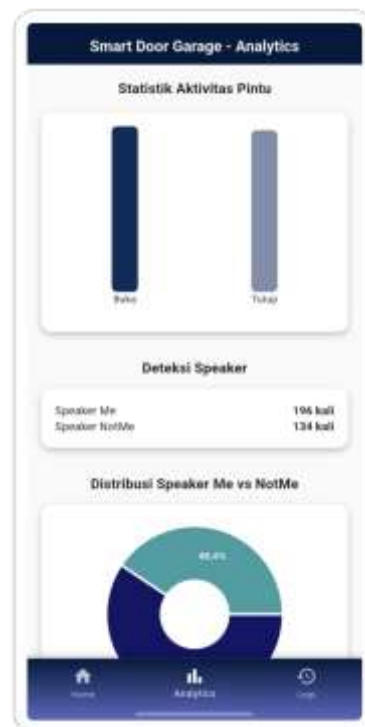 Smart Door Garage - Analytics
Statistik Aktivitas Pintu
Buka
Tutup
Deteksi Speaker
Speaker Me 196 kali
Speaker NotMe 134 kali
Distribusi Speaker Me vs NotMe
Home
Analytics
Logs